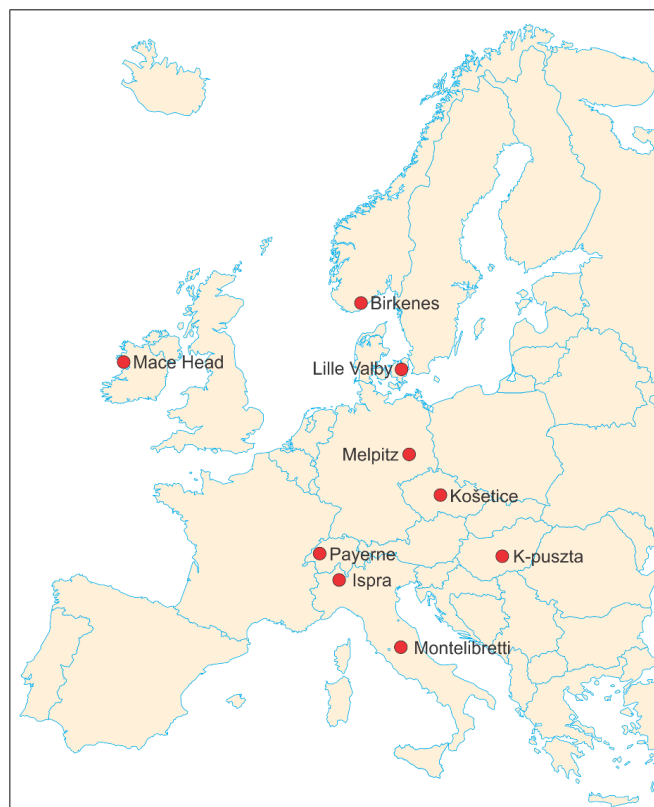 Birkenes
Mace Head
Lille Valby
Melpitz
Košetice
Payerne
K-puszta
Ispra
Montelibretti